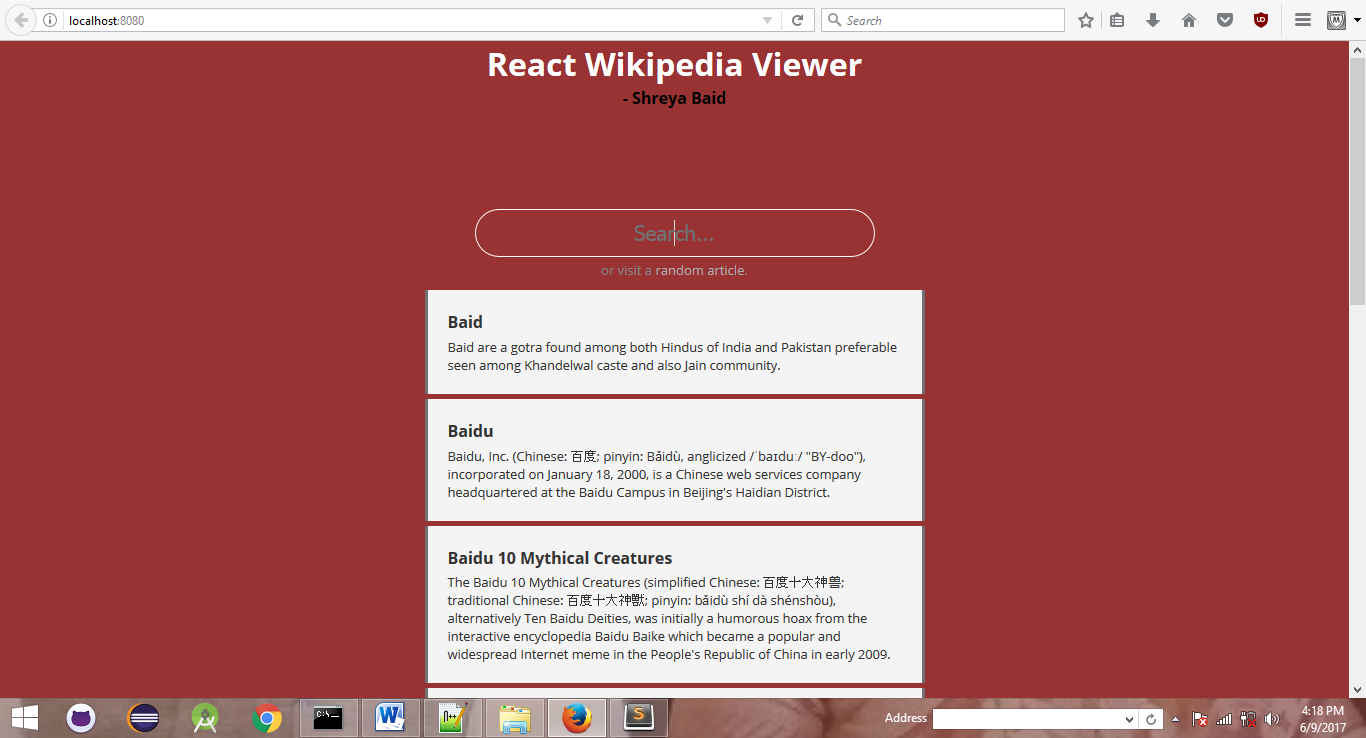 localhost:8080
Search
React Wikipedia Viewer
- Shreya Baid
Search...
or visit a random article.
Baid
Baid are a gotra found among both Hindus of India and Pakistan preferable
seen among Khandelwal caste and also Jain community.
Baidu
Baidu, Inc. (Chinese: 百度; pinyin: Bǎidù, anglicized /ˈbaɪduː/ "BY-doo"),
incorporated on January 18, 2000, is a Chinese web services company
headquartered at the Baidu Campus in Beijing's Haidian District.
Baidu 10 Mythical Creatures
The Baidu 10 Mythical Creatures (simplified Chinese: 百度十大神兽;
traditional Chinese: 百度十大神獸; pinyin: bǎidù shí dà shénshòu),
alternatively Ten Baidu Deities, was initially a humorous hoax from the
interactive encyclopedia Baidu Baike which became a popular and
widespread Internet meme in the People's Republic of China in early 2009.
Address
4:18 PM
6/9/2017